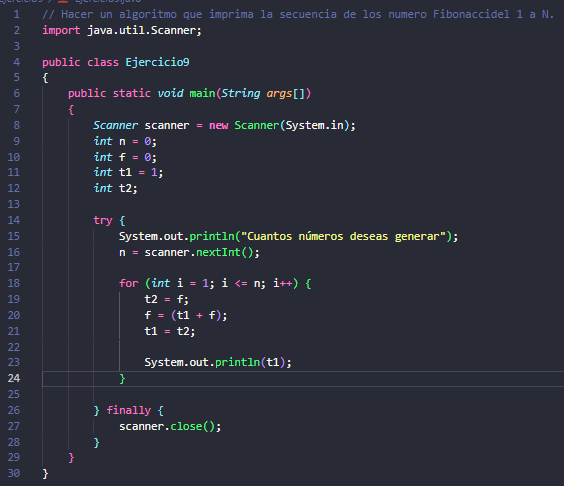 1 // Hacer un algoritmo que imprima la secuencia de los numero Fibonaccidel 1 a N.
2 import java.util.Scanner;
3
4 public class Ejercicio9
5 {
6 public static void main(String args[])
7 {
8 Scanner scanner = new Scanner(System.in);
9 int n = 0;
10 int f = 0;
11 int t1 = 1;
12 int t2;
13
14 try {
15 System.out.println("Cuantos números deseas generar");
16 n = scanner.nextInt();
17
18 for (int i = 1; i <= n; i++) {
19 t2 = f;
20 f = (t1 + f);
21 t1 = t2;
22
23 System.out.println(t1);
24 }
25
26 } finally {
27 scanner.close();
28 }
29 }
30 }